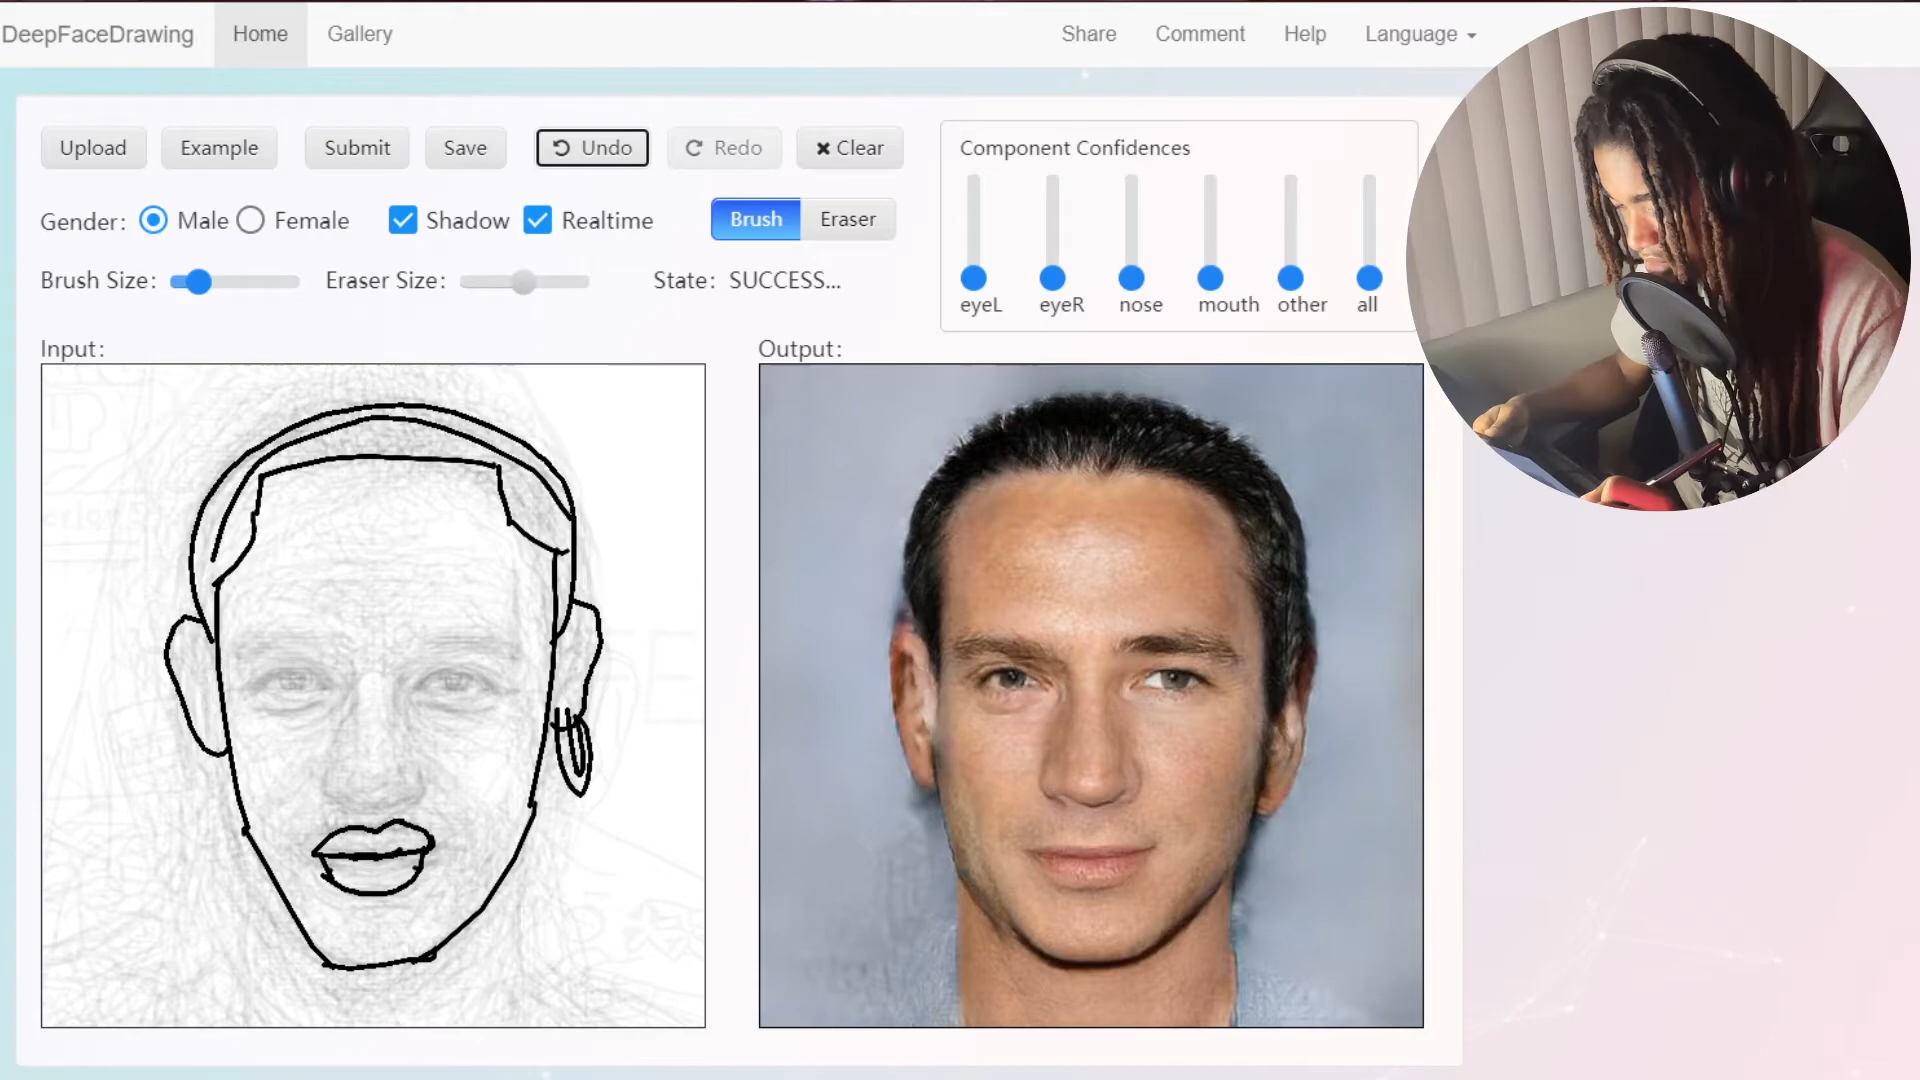 DeepFaceDrawing Home Gallery Share Comment Help Language
Upload Example Submit Save Undo Redo Clear
Gender: Male Female Shadow Realtime Brush Eraser
Brush Size: Eraser Size: State: SUCCESS...
Component Confidences
eyeL eyeR nose mouth other all
Input: Output: